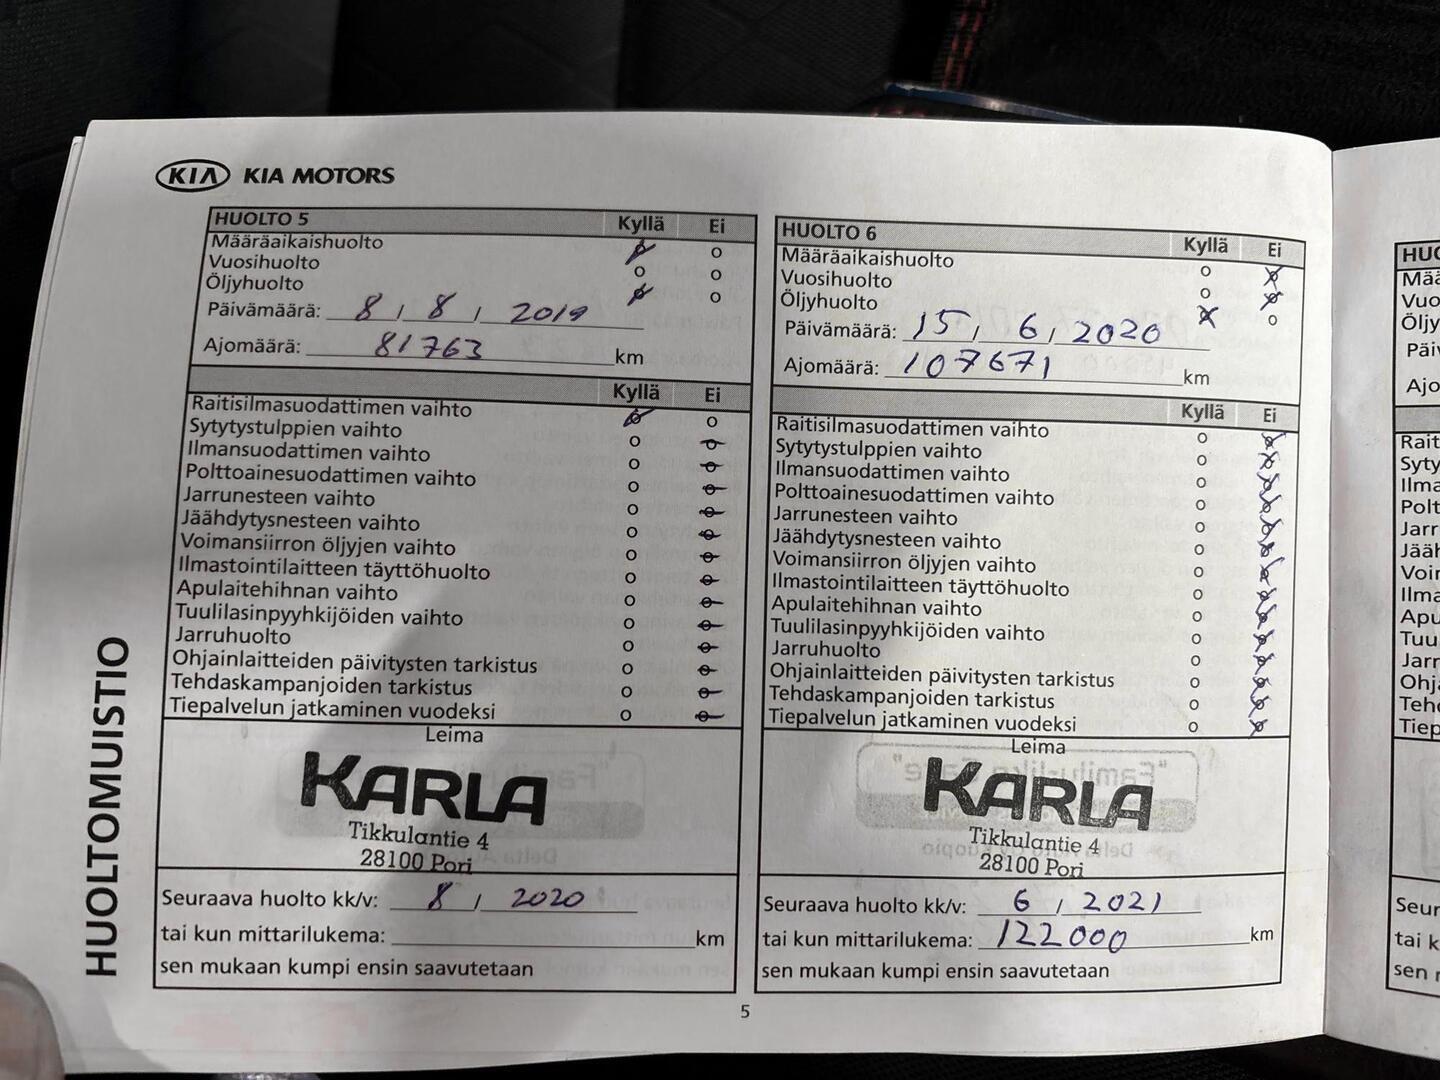 KIA KIA MOTORS
HUOLTOMUISTIO
HUOLTO 5 Kyllä Ei
Määräaikaishuolto o o
Vuosihuolto o o
Öljyhuolto o o
Päivämäärä: 8 / 8 / 2019
Ajomäärä: 81763 km
Kyllä Ei
Raitisilmasuodattimen vaihto o o
Sytytystulppien vaihto o o
Ilmansuodattimen vaihto o o
Polttoainesuodattimen vaihto o o
Jarrunesteen vaihto o o
Jäähdytysnesteen vaihto o o
Voimansiirron öljyjen vaihto o o
Ilmastointilaitteen täyttöhuolto o o
Apulaitehihnan vaihto o o
Tuulilasinpyyhkijöiden vaihto o o
Jarruhuolto o o
Ohjainlaitteiden päivitysten tarkistus o o
Tehdaskampanjoiden tarkistus o o
Tiepalvelun jatkaminen vuodeksi o o
Leima
KARLA
Tikkulantie 4
28100 Pori
Seuraava huolto kk/v: 8 / 2020
tai kun mittarilukema: km
sen mukaan kumpi ensin saavutetaan
HUOLTO 6 Kyllä Ei
Määräaikaishuolto o o
Vuosihuolto o o
Öljyhuolto o o
Päivämäärä: 15 / 6 / 2020
Ajomäärä: 107671 km
Kyllä Ei
Raitisilmasuodattimen vaihto o o
Sytytystulppien vaihto o o
Ilmansuodattimen vaihto o o
Polttoainesuodattimen vaihto o o
Jarrunesteen vaihto o o
Jäähdytysnesteen vaihto o o
Voimansiirron öljyjen vaihto o o
Ilmastointilaitteen täyttöhuolto o o
Apulaitehihnan vaihto o o
Tuulilasinpyyhkijöiden vaihto o o
Jarruhuolto o o
Ohjainlaitteiden päivitysten tarkistus o o
Tehdaskampanjoiden tarkistus o o
Tiepalvelun jatkaminen vuodeksi o o
Leima
KARLA
Tikkulantie 4
28100 Pori
Seuraava huolto kk/v: 6 / 2021
tai kun mittarilukema: 122000 km
sen mukaan kumpi ensin saavutetaan
5